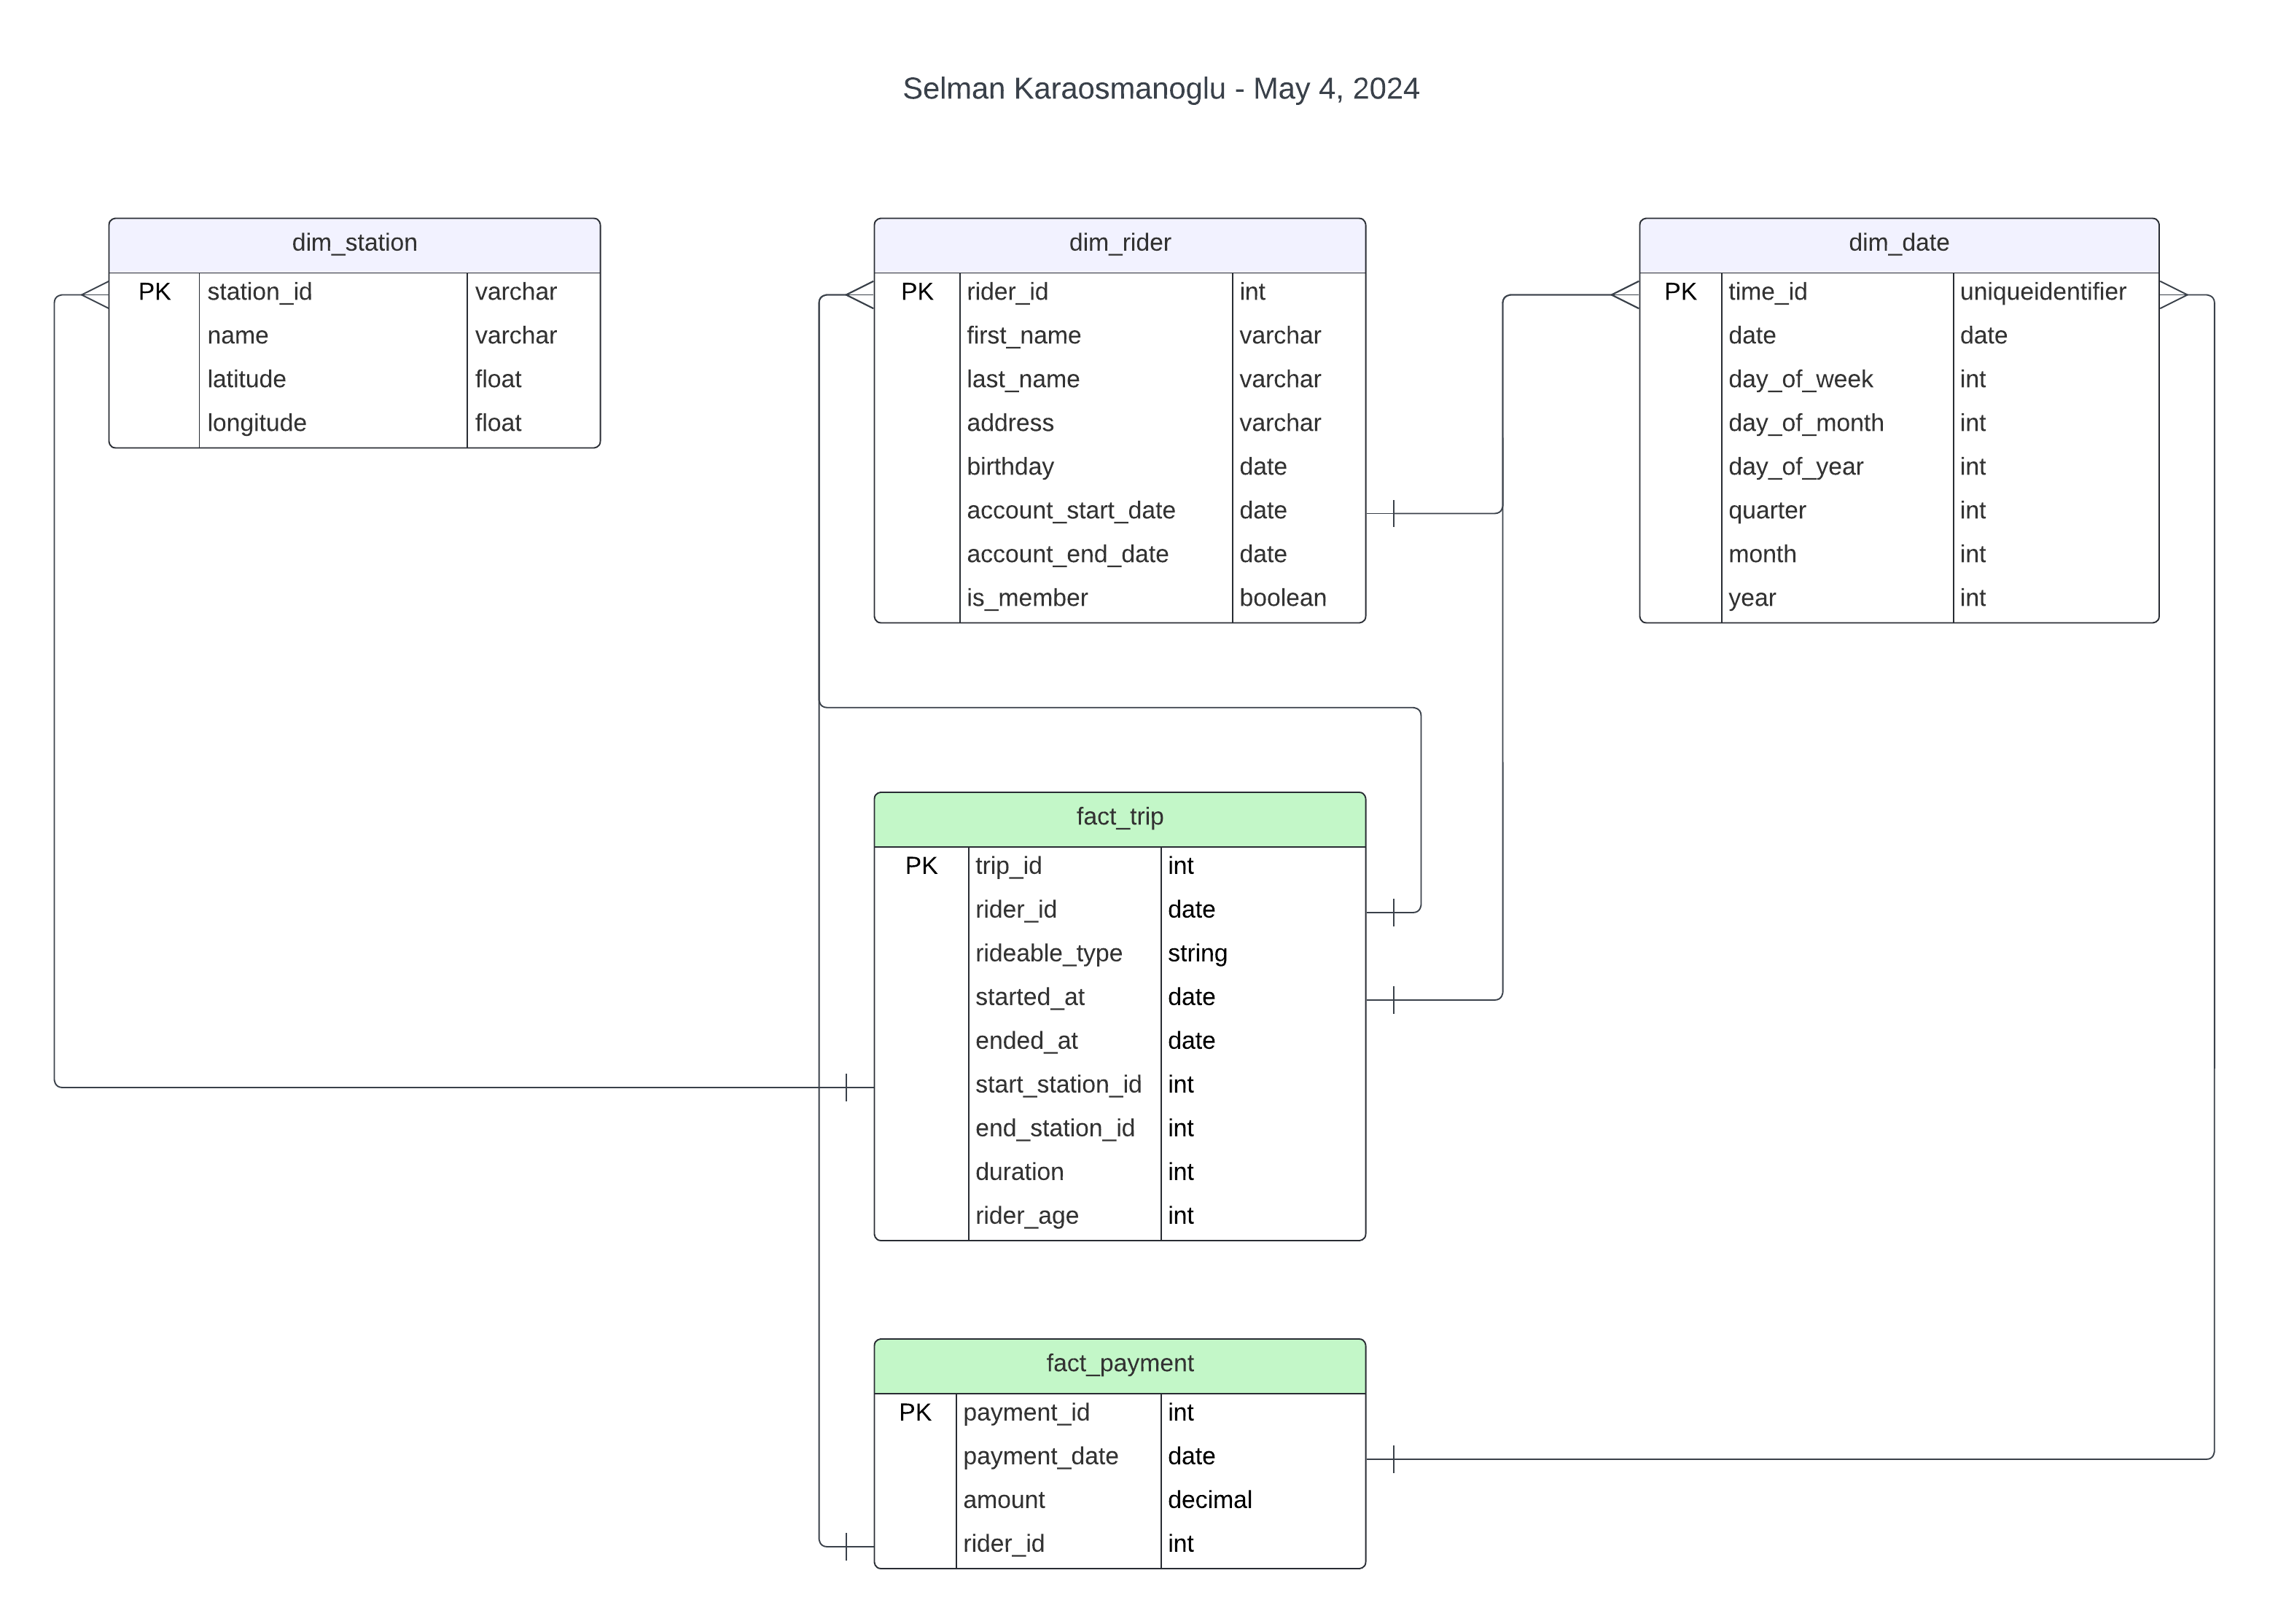 Selman Karaosmanoglu - May 4, 2024
dim_station
PK station_id varchar
name varchar
latitude float
longitude float
dim_rider
PK rider_id int
first_name varchar
last_name varchar
address varchar
birthday date
account_start_date date
account_end_date date
is_member boolean
dim_date
PK time_id uniqueidentifier
date date
day_of_week int
day_of_month int
day_of_year int
quarter int
month int
year int
fact_trip
PK trip_id int
rider_id date
rideable_type string
started_at date
ended_at date
start_station_id int
end_station_id int
duration int
rider_age int
fact_payment
PK payment_id int
payment_date date
amount decimal
rider_id int